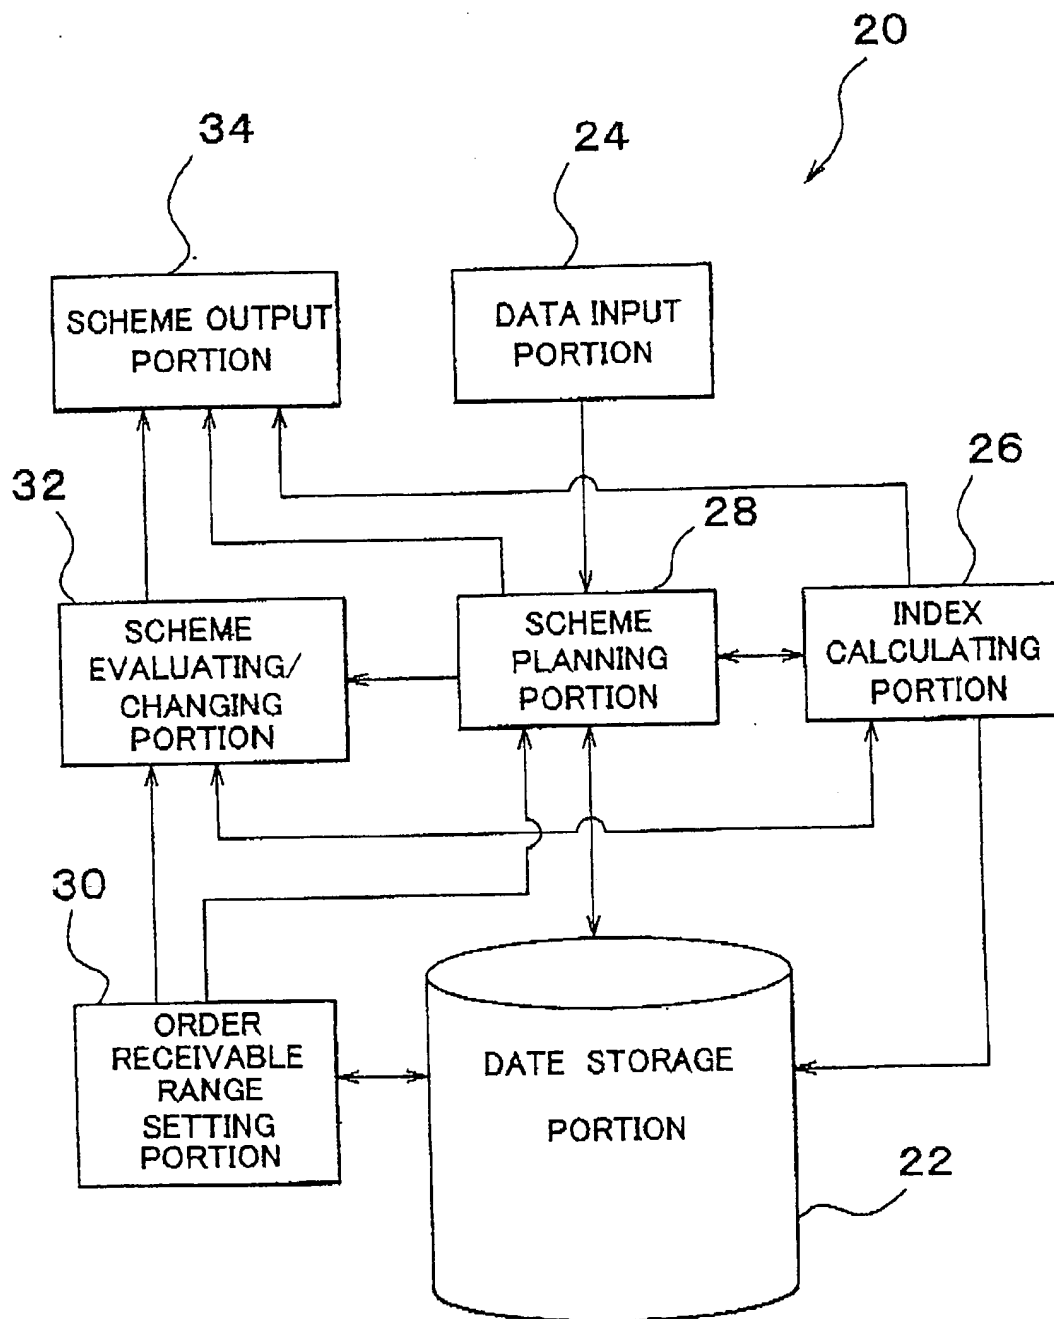 20
34
24
SCHEME OUTPUT
PORTION
DATA INPUT
PORTION
32
28
26
SCHEME
EVALUATING/
CHANGING
PORTION
SCHEME
PLANNING
PORTION
INDEX
CALCULATING
PORTION
30
ORDER
RECEIVABLE
RANGE
SETTING
PORTION
DATE STORAGE
PORTION
22